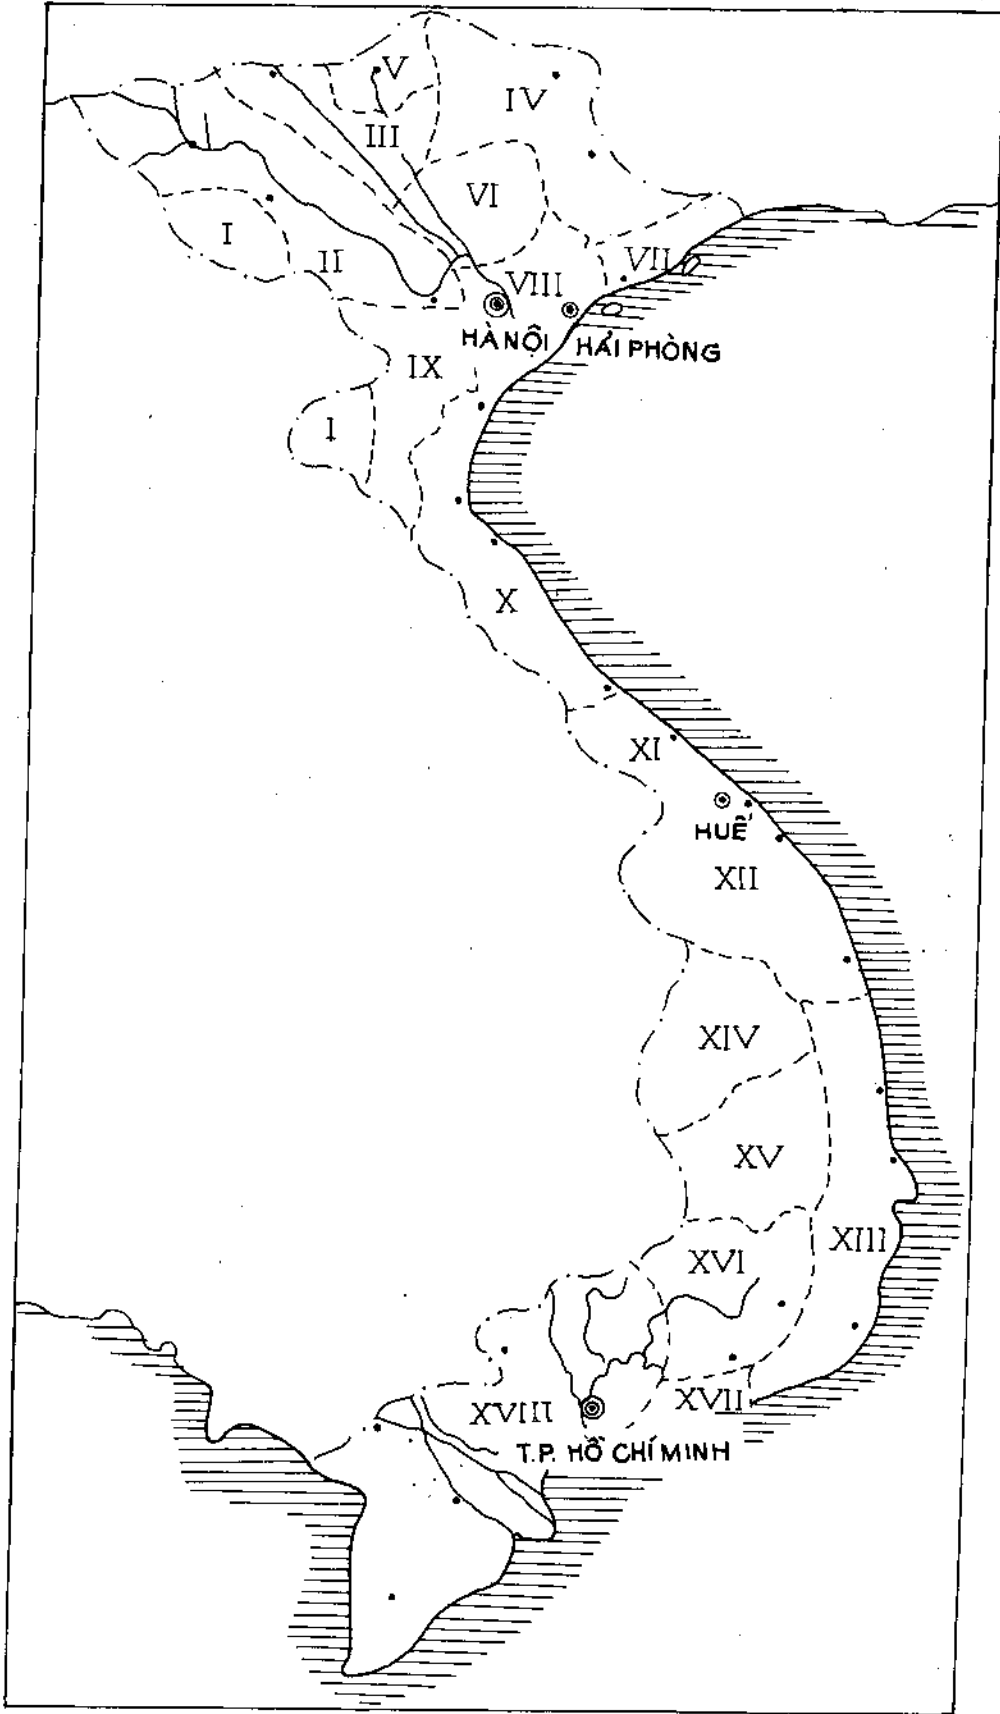 V
IV
III
VI
I
II
VII
VIII
HÀ NỘI
HẢI PHÒNG
IX
I
X
XI
HUẾ
XII
XIV
XV
XIII
XVI
XVII
XVIII
T.P. HỒ CHÍ MINH